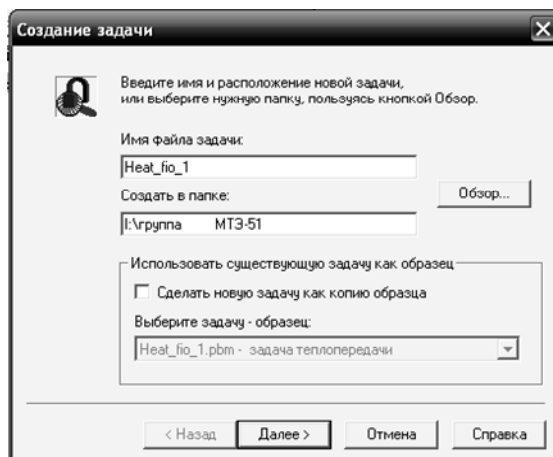 Создание задачи
Введите имя и расположение новой задачи,
или выберите нужную папку, пользуясь кнопкой Обзор.
Имя файла задачи:
Heat_fio_1
Создать в папке:
Обзор...
I:\группа МТЭ-51
Использовать существующую задачу как образец
Сделать новую задачу как копию образца
Выберите задачу - образец:
Heat_fio_1.pbm - задача теплопередачи
< Назад
Далее >
Отмена
Справка